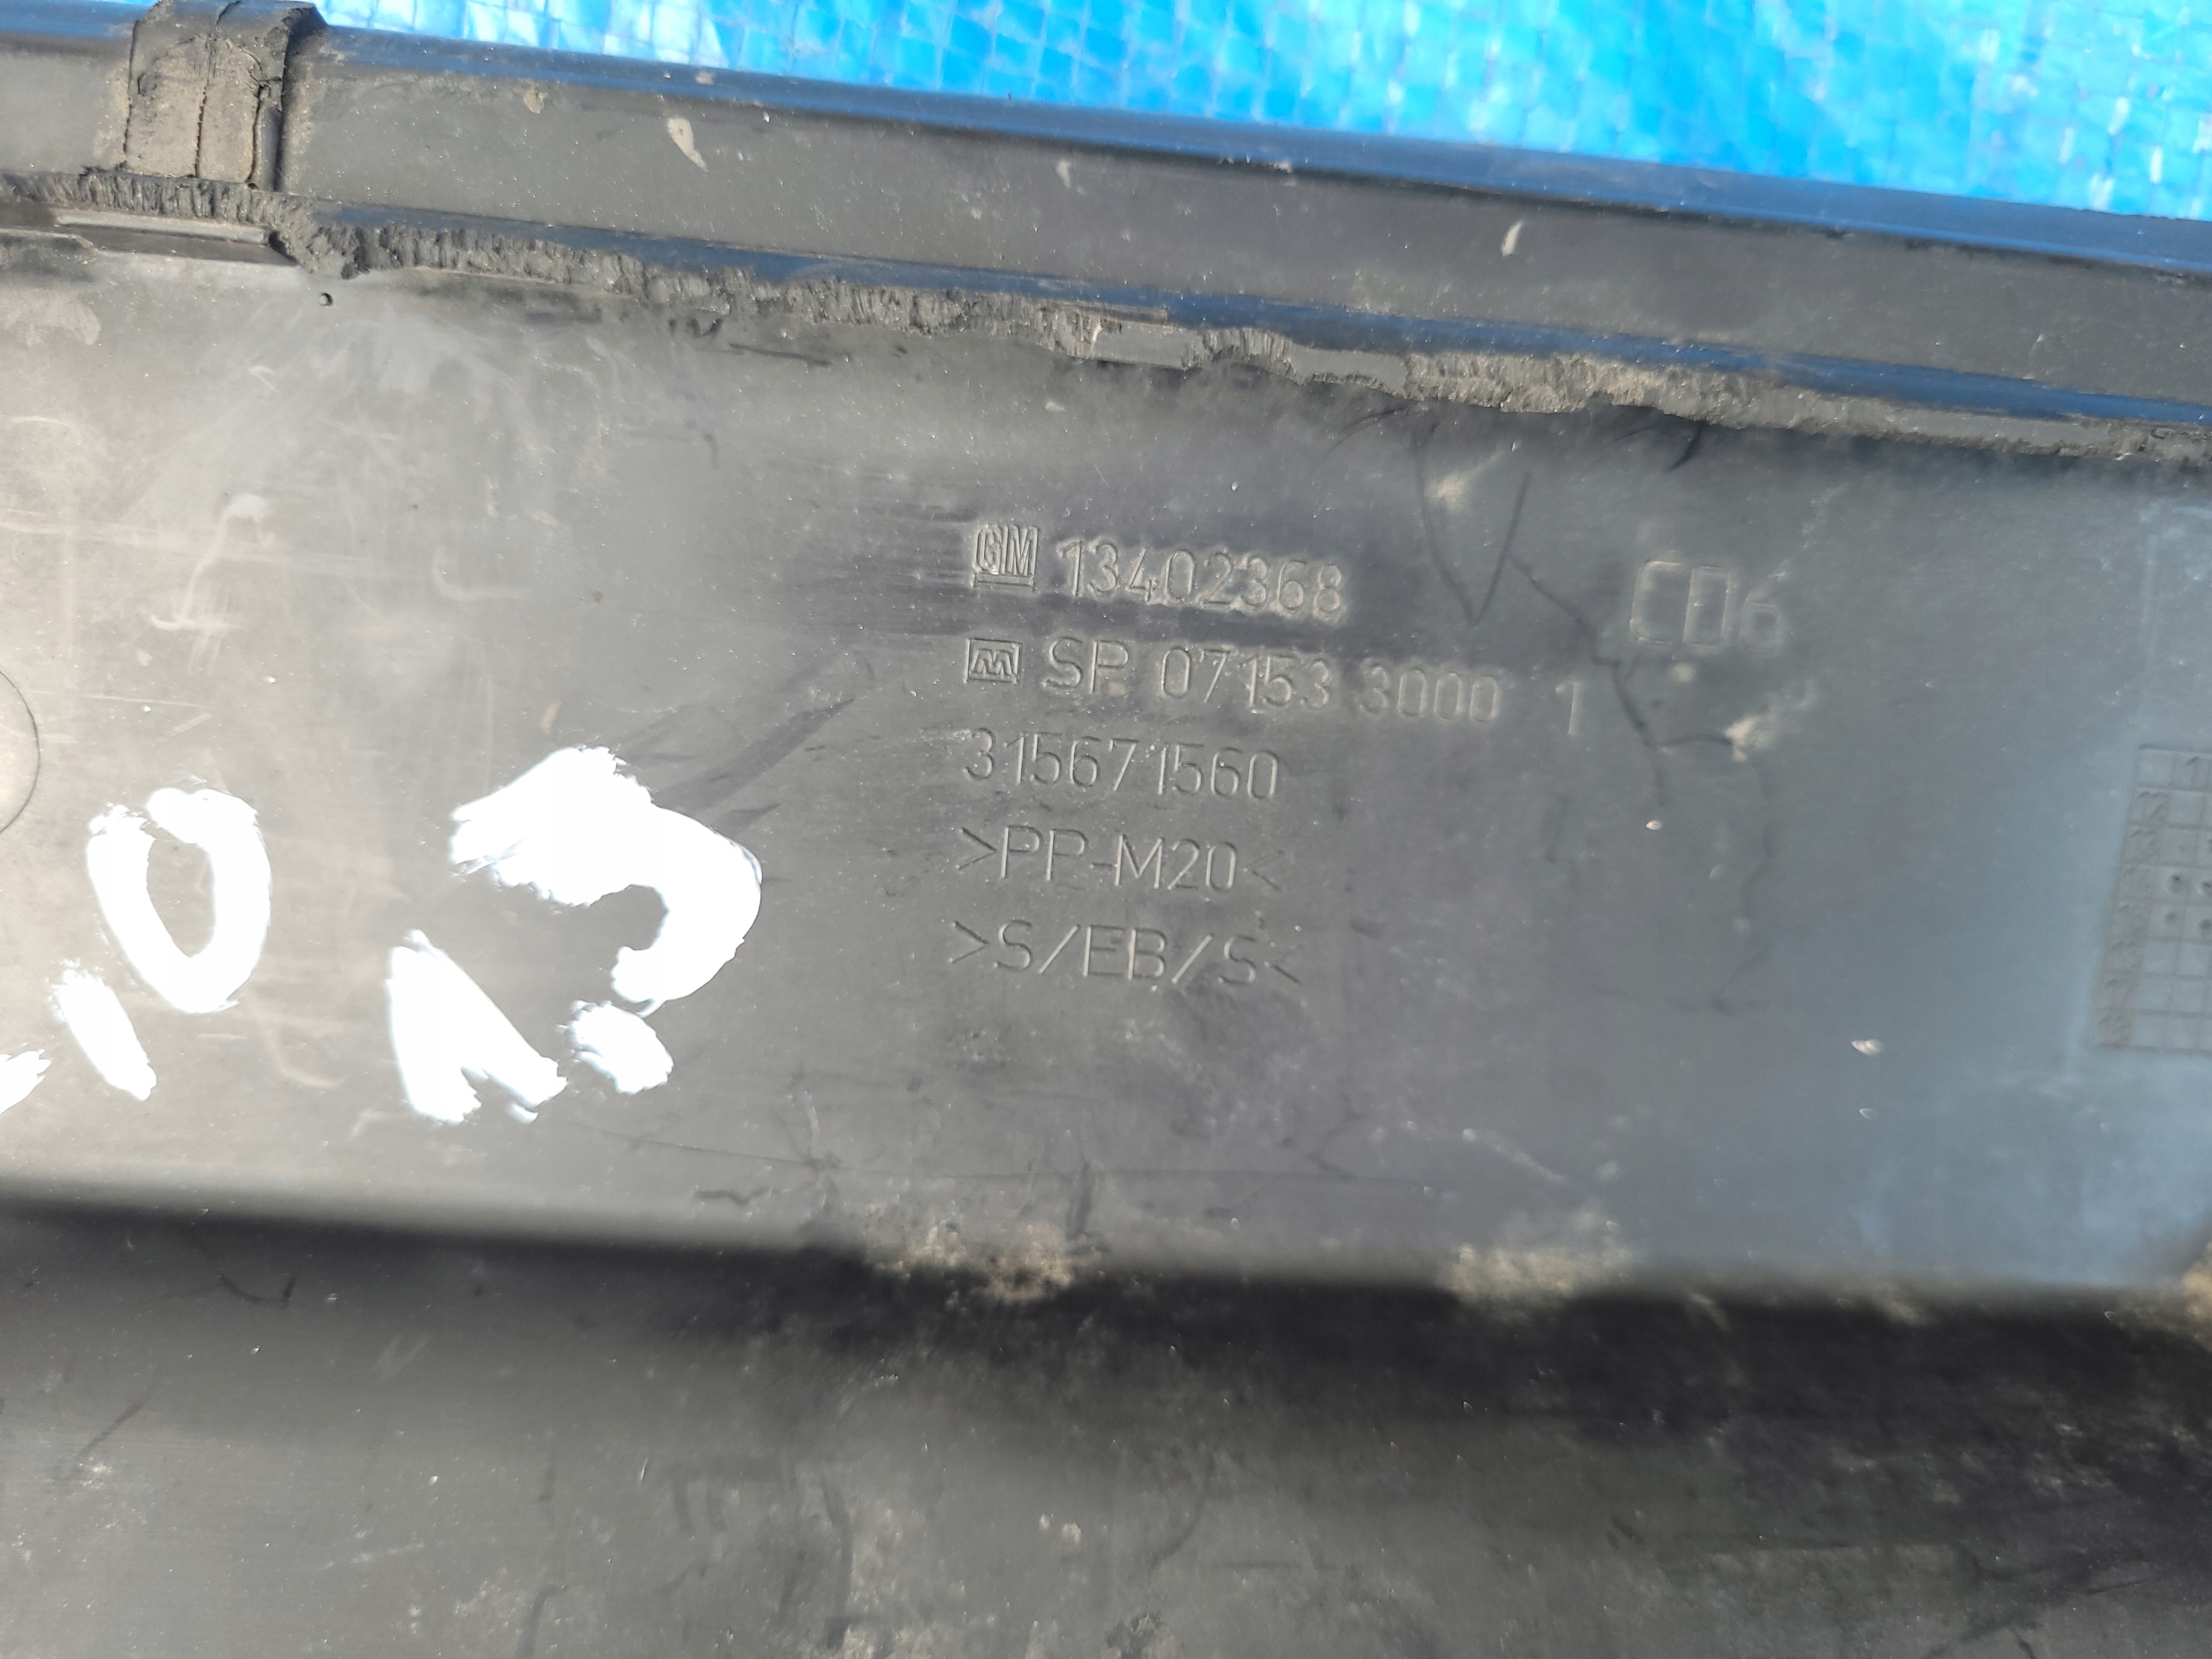 GM 13402368
CD6
M SP. 07153 3000 1
315671560
>PP-M20<
>S/EB/S<